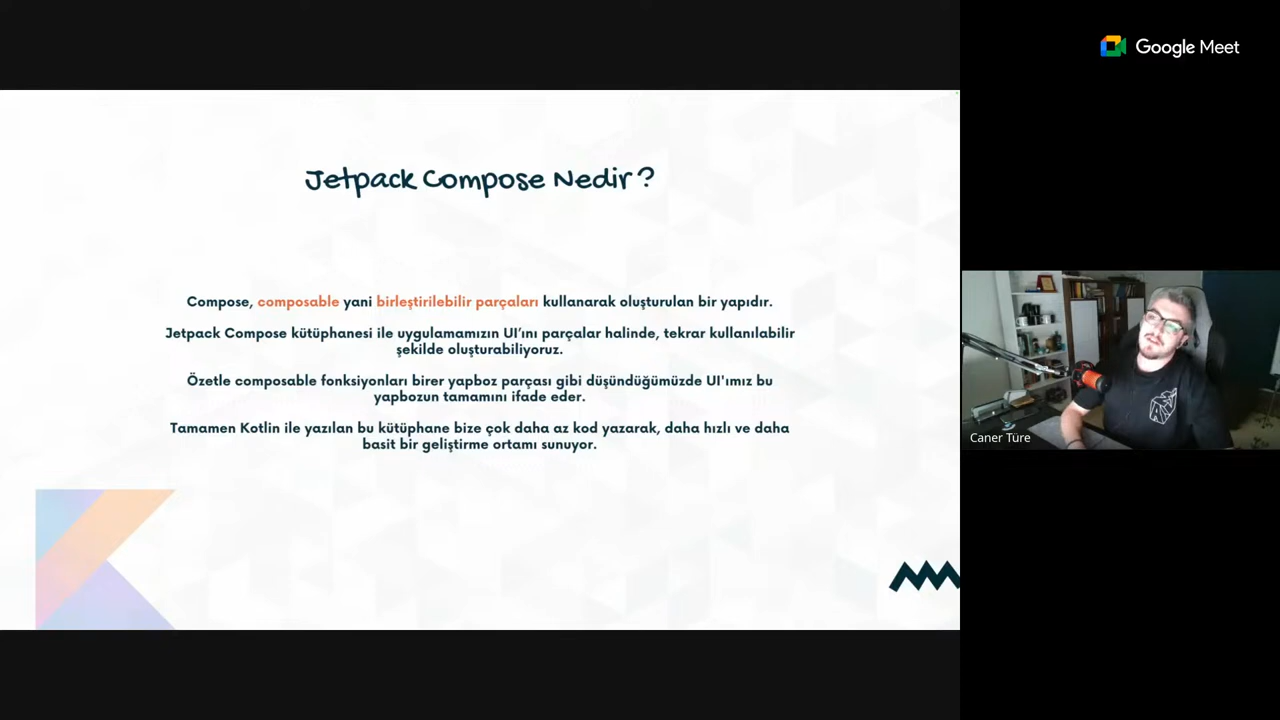 Google Meet
Jetpack Compose Nedir ?
Compose, composable yani birleştirilebilir parçaları kullanarak oluşturulan bir yapıdır.
Jetpack Compose kütüphanesi ile uygulamamızın UI’ını parçalar halinde, tekrar kullanılabilir
şekilde oluşturabiliyoruz.
Özetle composable fonksiyonları birer yapboz parçası gibi düşündüğümüzde UI'ımız bu
yapbozun tamamını ifade eder.
Tamamen Kotlin ile yazılan bu kütüphane bize çok daha az kod yazarak, daha hızlı ve daha
basit bir geliştirme ortamı sunuyor.
Caner Türe